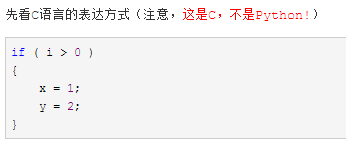 先看C语言的表达方式（注意，这是C，不是Python!）
if ( i > 0 )
{
    x = 1;
    y = 2;
}